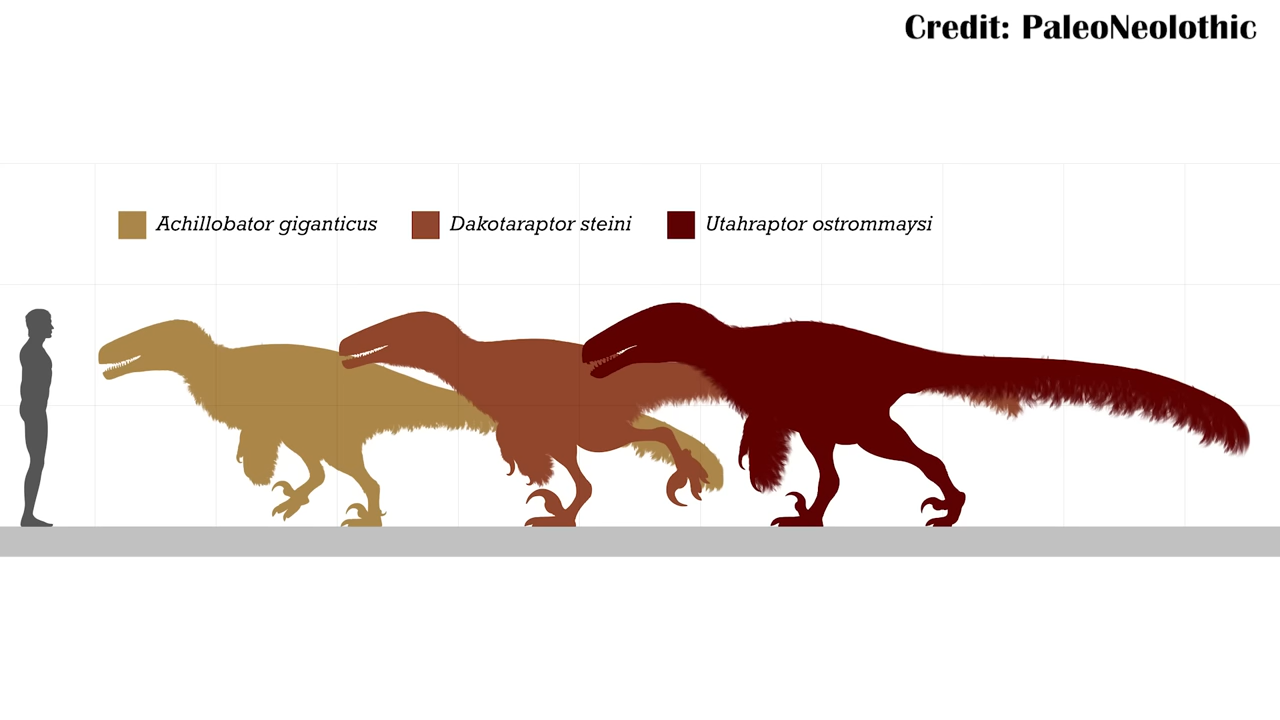 Credit: PaleoNeolothic
Achillobator giganticus Dakotaraptor steini Utahraptor ostrommaysi